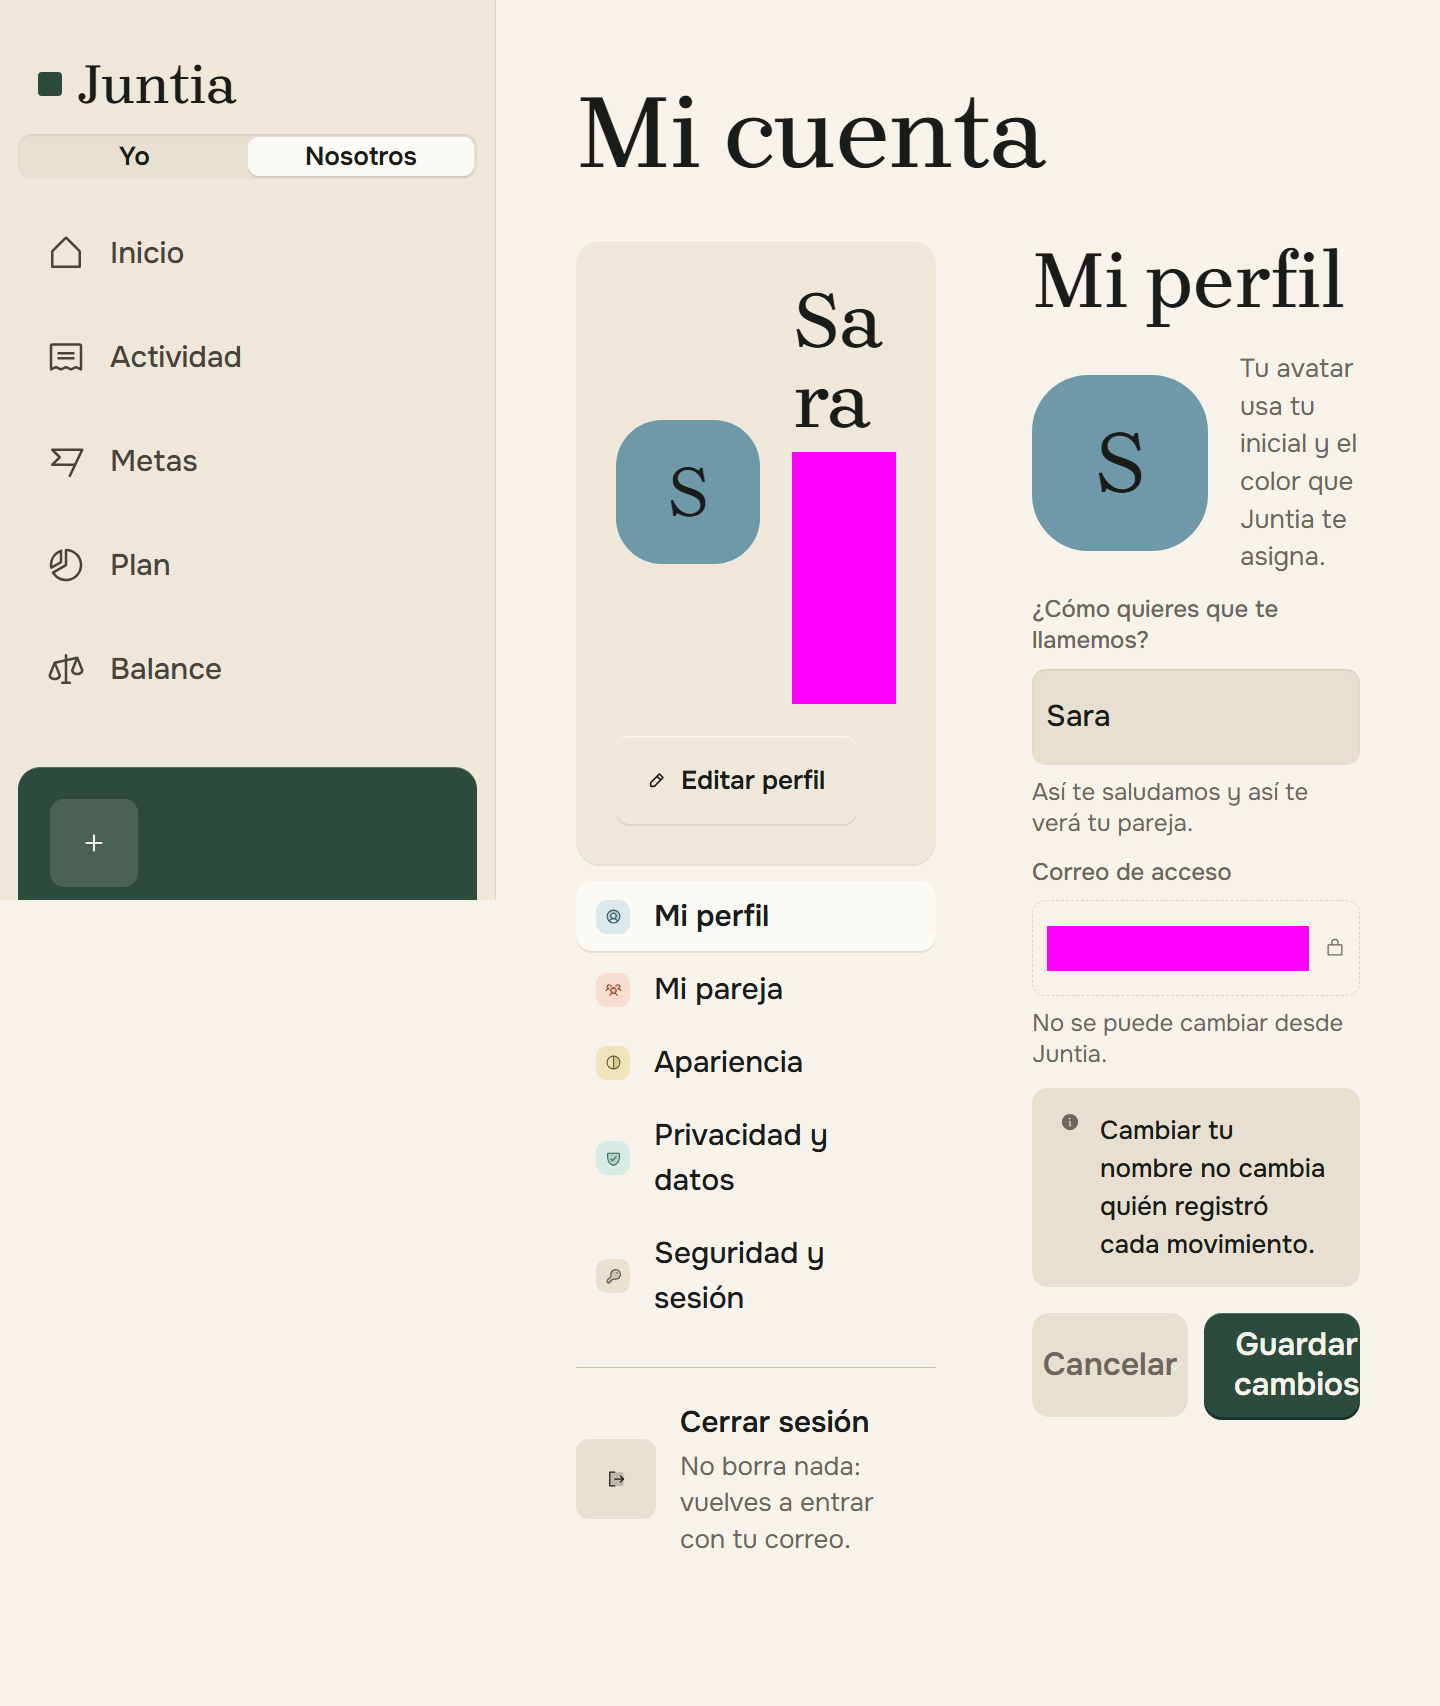 Juntia
Yo
Nosotros
Inicio
Actividad
Metas
Plan
Balance
Mi cuenta
S
Sa
ra
Editar perfil
Mi perfil
Mi pareja
Apariencia
Privacidad y
datos
Seguridad y
sesión
Cerrar sesión
No borra nada:
vuelves a entrar
con tu correo.
Mi perfil
S
Tu avatar
usa tu
inicial y el
color que
Juntia te
asigna.
¿Cómo quieres que te
llamemos?
Sara
Así te saludamos y así te
verá tu pareja.
Correo de acceso
No se puede cambiar desde
Juntia.
Cambiar tu
nombre no cambia
quién registró
cada movimiento.
Cancelar
Guardar
cambios